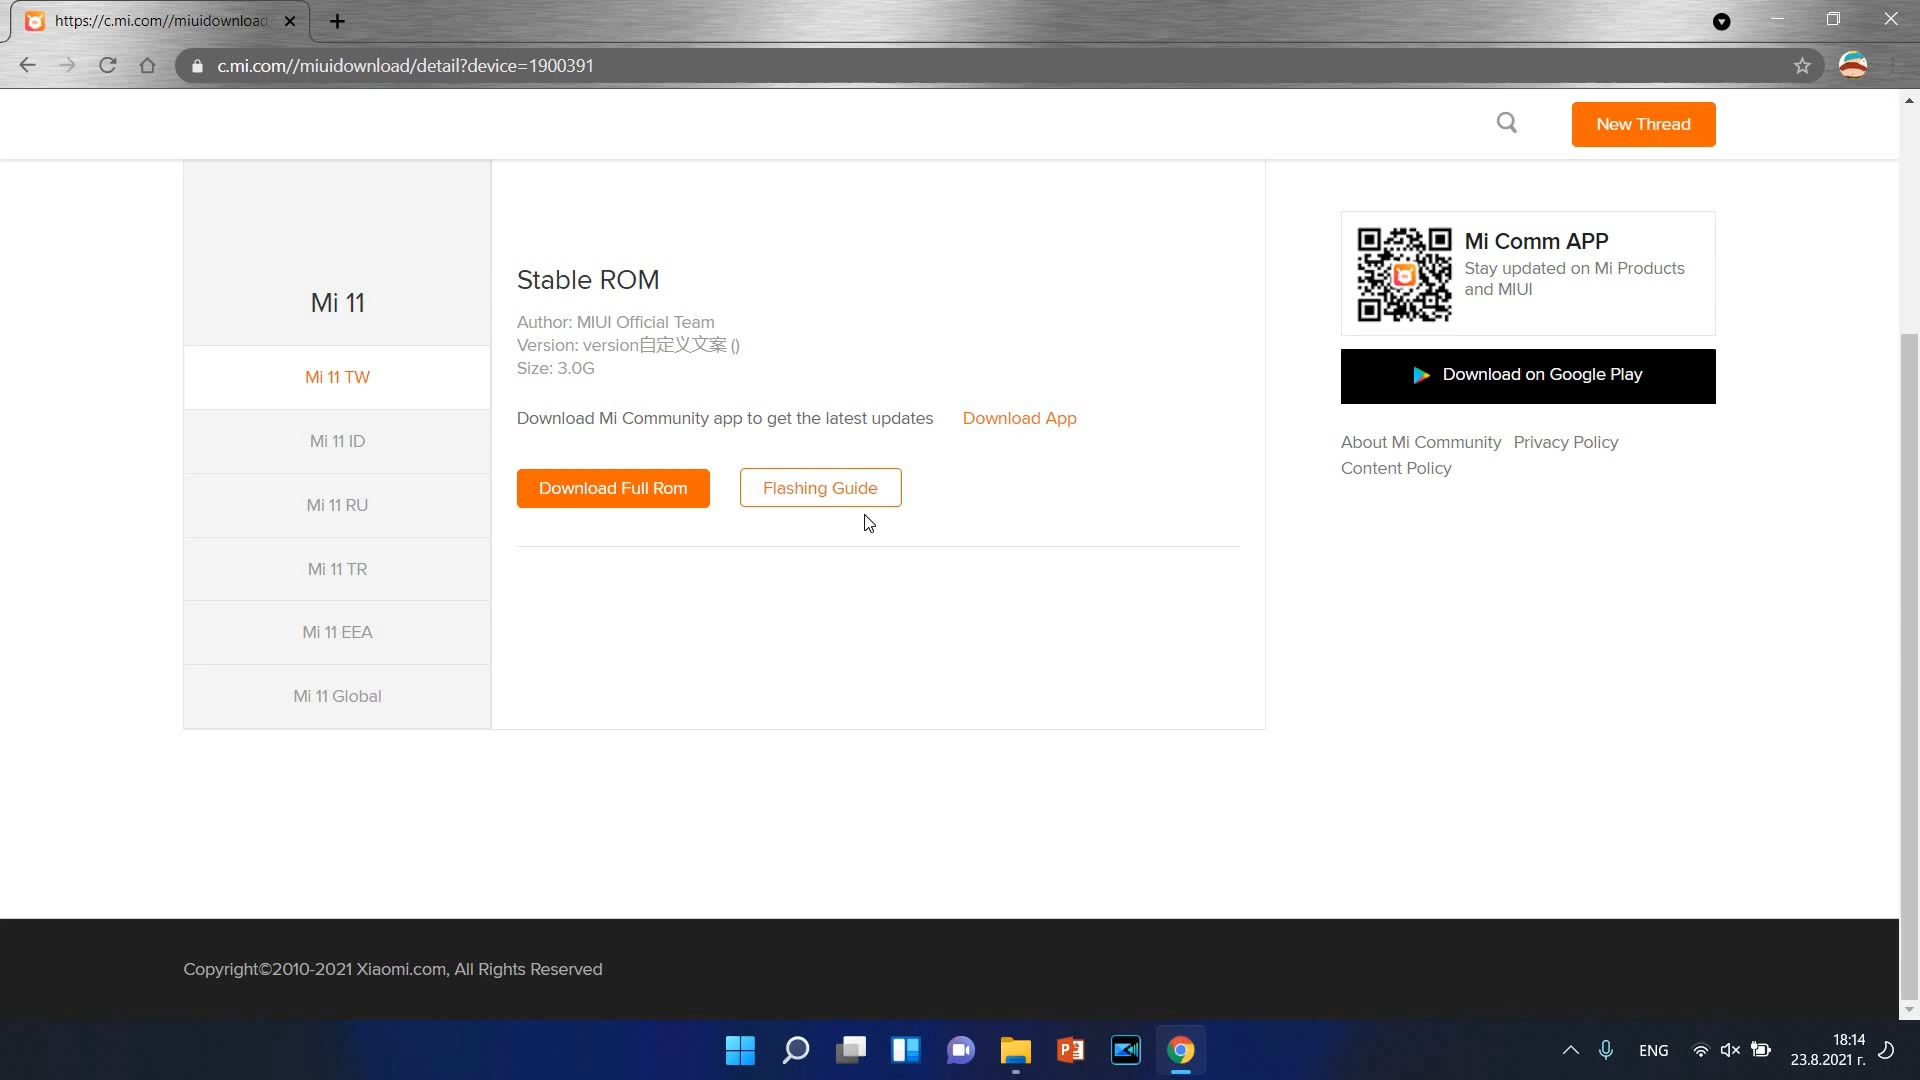 https://c.mi.com//miuidownload
c.mi.com//miuidownload/detail?device=1900391
New Thread
Mi 11
Mi 11 TW
Mi 11 ID
Mi 11 RU
Mi 11 TR
Mi 11 EEA
Mi 11 Global
Stable ROM
Author: MIUI Official Team
Version: version自定义文案 ()
Size: 3.0G
Download Mi Community app to get the latest updates Download App
Download Full Rom Flashing Guide
Mi Comm APP
Stay updated on Mi Products
and MIUI
Download on Google Play
About Mi Community Privacy Policy
Content Policy
Copyright©2010-2021 Xiaomi.com, All Rights Reserved
ENG
18:14
23.8.2021 г.